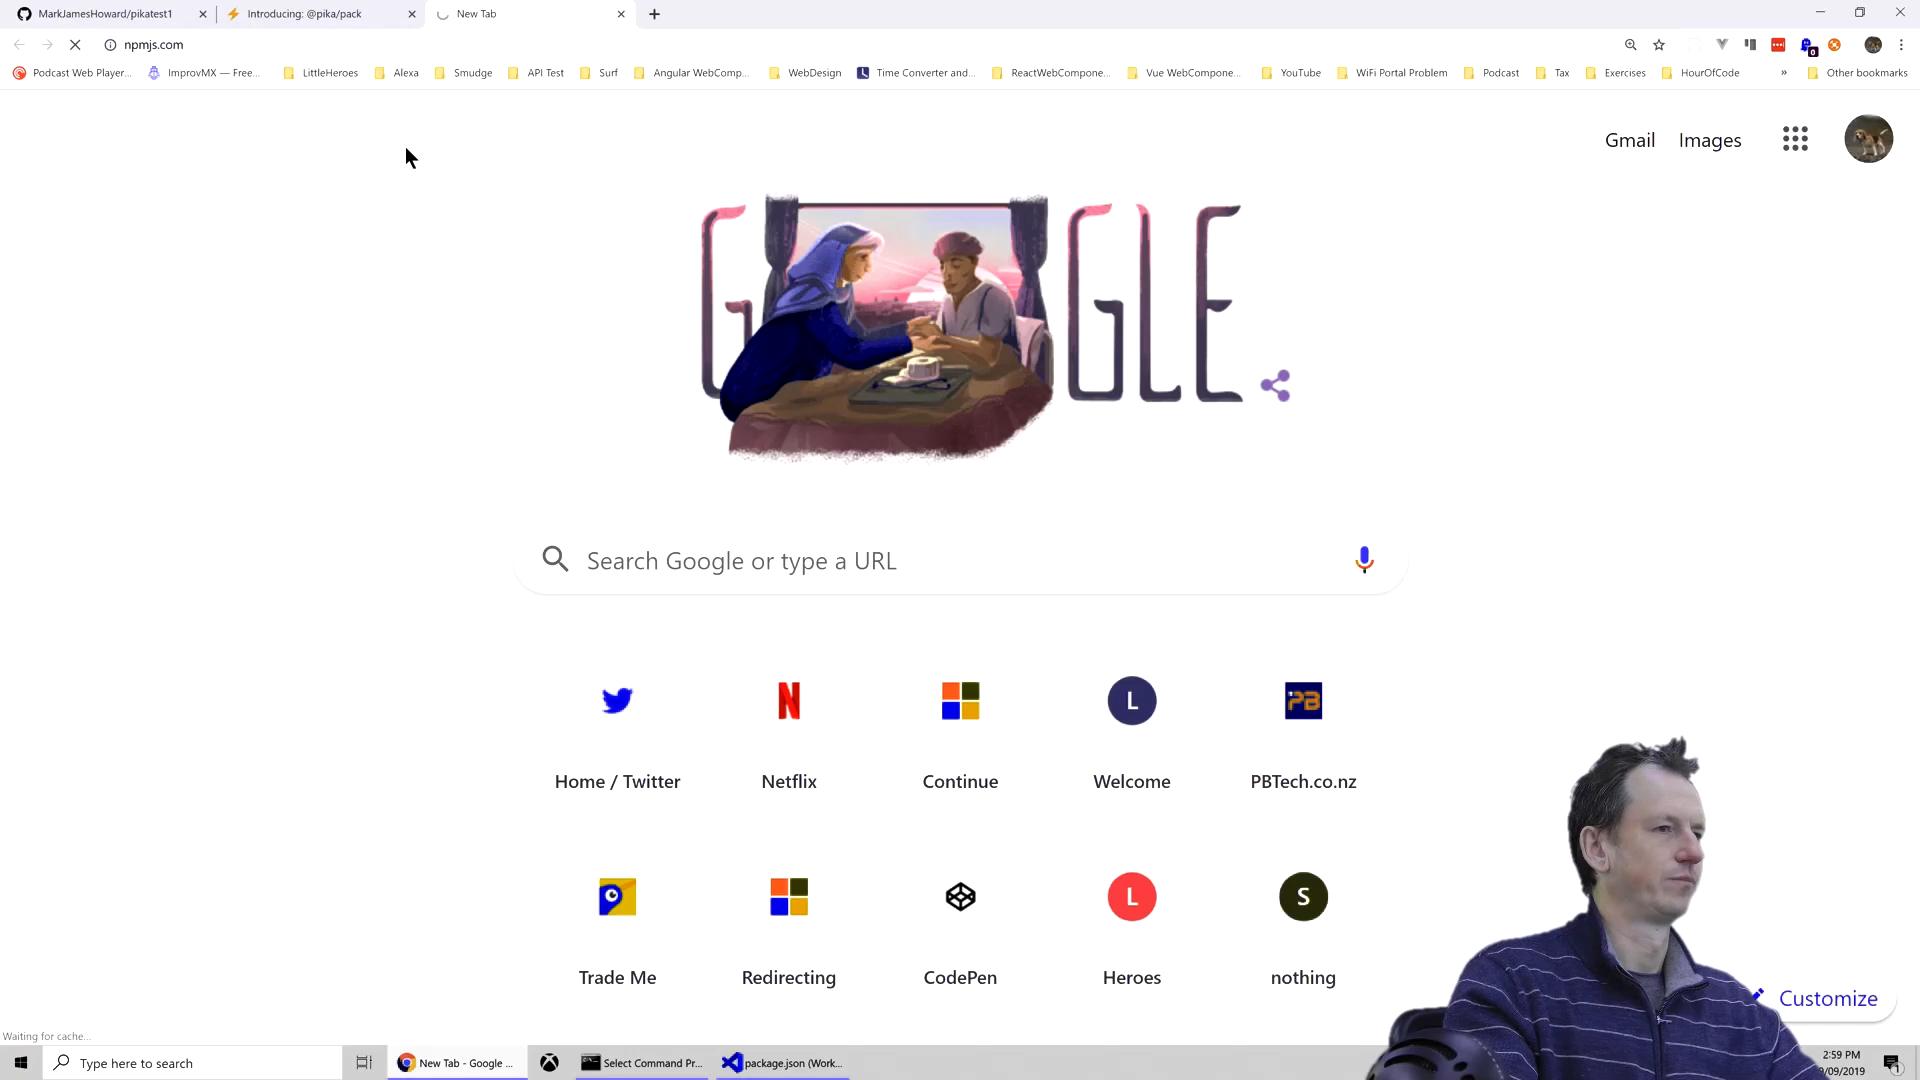 MarkJamesHoward/pikatest1
Introducing: @pika/pack
New Tab
npmjs.com
Podcast Web Player...
ImprovMX — Free...
LittleHeroes
Alexa
Smudge
API Test
Surf
Angular WebComp...
WebDesign
Time Converter and...
ReactWebCompone...
Vue WebCompone...
YouTube
WiFi Portal Problem
Podcast
Tax
Exercises
HourOfCode
»
Other bookmarks
Gmail
Images
G GLE
Search Google or type a URL
N
L
PB
Home / Twitter
Netflix
Continue
Welcome
PBTech.co.nz
L
S
Trade Me
Redirecting
CodePen
Heroes
nothing
Customize
Waiting for cache...
Type here to search
New Tab - Google ...
Select Command Pr...
package.json (Work...
2:59 PM
/09/2019